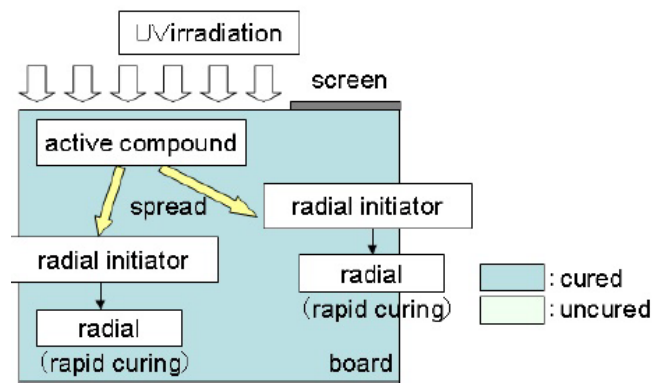 UVirradiation
screen
active compound
spread
radial initiator
radial initiator
radial
(rapid curing)
radial
(rapid curing)
board
: cured
: uncured